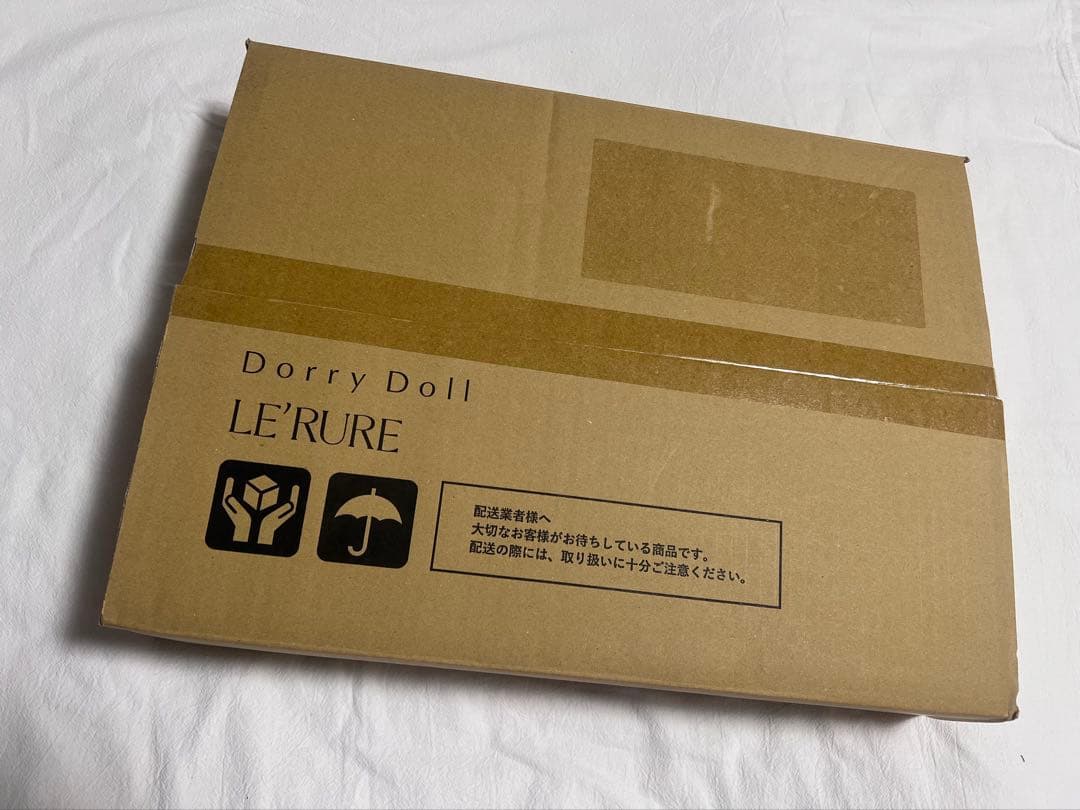 Dorry Doll
LE'RURE
配送業者様へ
大切なお客様がお待ちしている商品です。
配送の際には、取り扱いに十分ご注意ください。